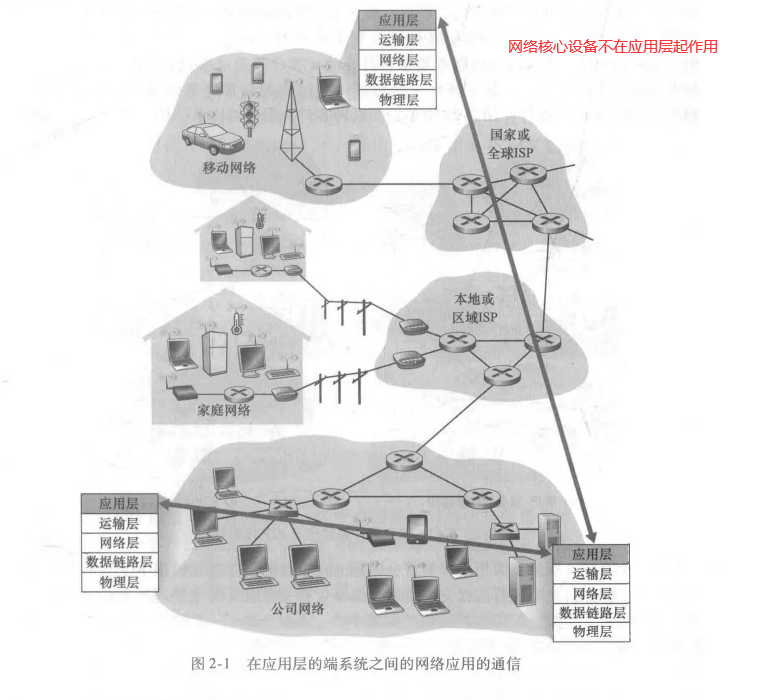 应用层
运输层
网络层
数据链路层
物理层
网络核心设备不在应用层起作用
国家或
全球ISP
移动网络
本地或
区域ISP
家庭网络
应用层
运输层
网络层
数据链路层
物理层
应用层
运输层
网络层
数据链路层
物理层
公司网络
图 2-1 在应用层的端系统之间的网络应用的通信